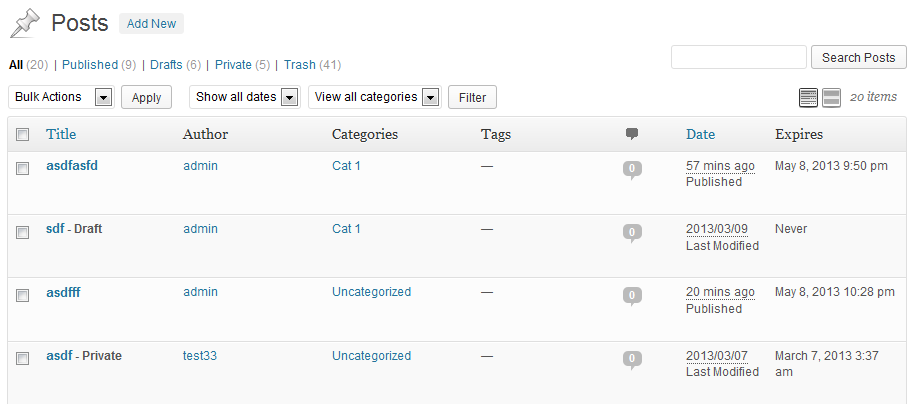 Posts Add New
All (20) | Published (9) | Drafts (6) | Private (5) | Trash (41) Search Posts
Bulk Actions Apply Show all dates View all categories Filter 20 items
Title Author Categories Tags Date Expires
asdfasfd admin Cat 1 — 0 57 mins ago May 8, 2013 9:50 pm
Published
sdf - Draft admin Cat 1 — 0 2013/03/09 Never
Last Modified
asdfff admin Uncategorized — 0 20 mins ago May 8, 2013 10:28 pm
Published
asdf - Private test33 Uncategorized — 0 2013/03/07 March 7, 2013 3:37
Last Modified am